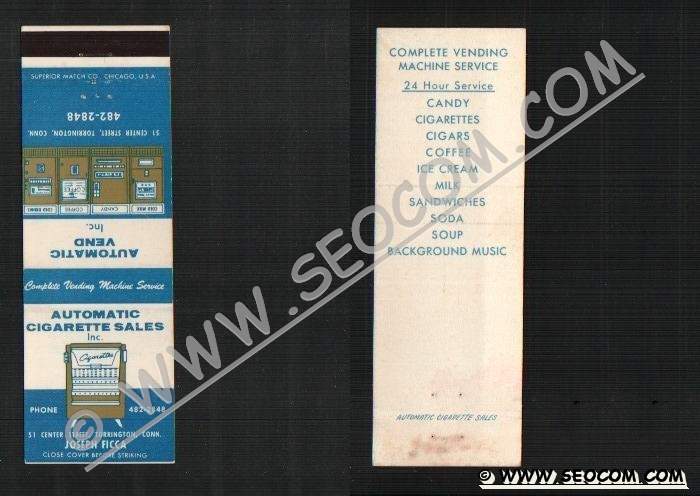 SUPERIOR MATCH CO., CHICAGO, U.S.A.
482-2848
51 CENTER STREET, TORRINGTON, CONN.
COLD DRINKS
COFFEE
CANDY
COLD MILK
AUTOMATIC
VEND
Inc.
Complete Vending Machine Service
AUTOMATIC
CIGARETTE SALES
Inc.
Cigarettes
PHONE 482-2848
51 CENTER STREET, TORRINGTON, CONN.
JOSEPH FICCA
CLOSE COVER BEFORE STRIKING
COMPLETE VENDING
MACHINE SERVICE
24 Hour Service
CANDY
CIGARETTES
CIGARS
COFFEE
ICE CREAM
MILK
SANDWICHES
SODA
SOUP
BACKGROUND MUSIC
AUTOMATIC CIGARETTE SALES
© WWW.SEOCOM.COM
© WWW.SEOCOM.COM